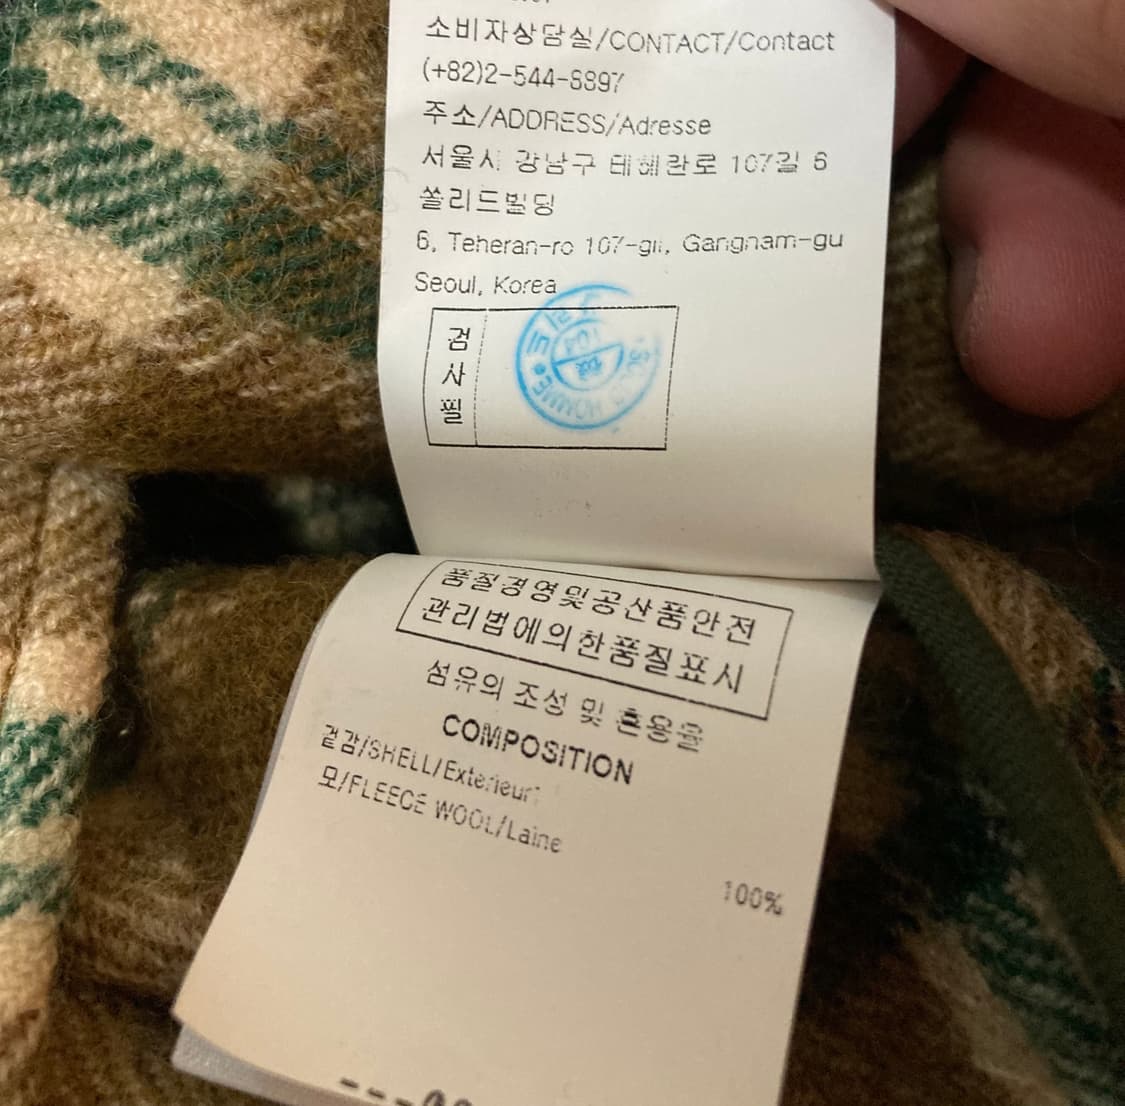 소비자상담실/CONTACT/Contact
(+82)2-544-8897
주소/ADDRESS/Adresse
서울시 강남구 테헤란로 107길 6
쏠리드빌딩
6, Teheran-ro 107-gil, Gangnam-gu
Seoul, Korea
검
사
필
품질경영및공산품안전
관리법에의한품질표시
섬유의 조성 및 혼용율
COMPOSITION
겉감/SHELL/Exterieur
모/FLEECE WOOL/Laine
100%